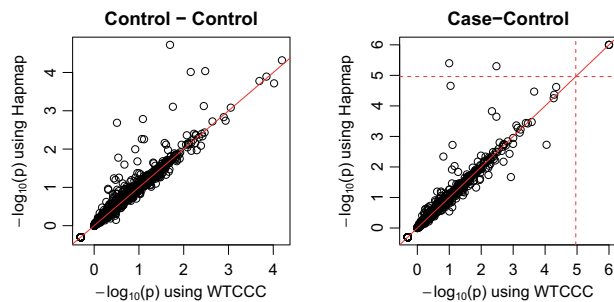 Control − Control
−log10(p) using Hapmap
4
3
2
1
0
0 1 2 3 4
−log10(p) using WTCCC
Case−Control
−log10(p) using Hapmap
6
5
4
3
2
1
0
0 1 2 3 4 5 6
−log10(p) using WTCCC